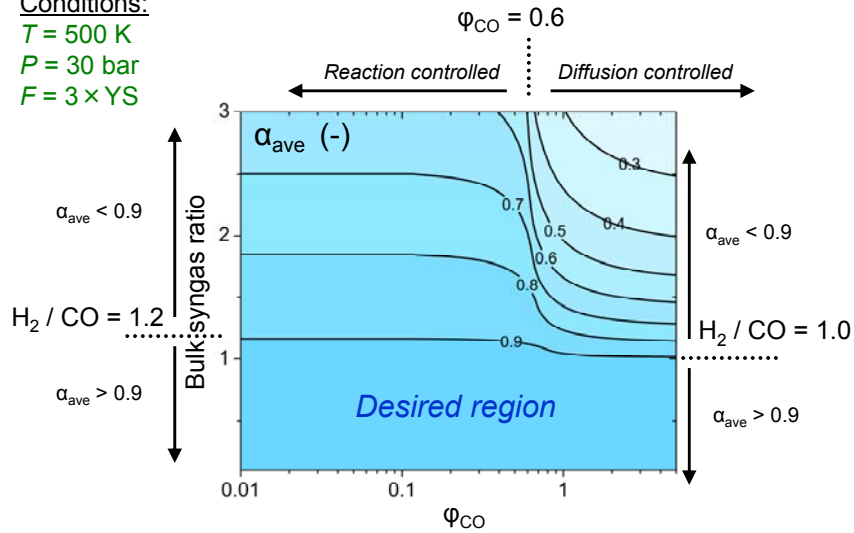 Conditions:
T = 500 K
P = 30 bar
F = 3 × YS
φCO = 0.6
Reaction controlled
Diffusion controlled
αave (-)
3
2
1
Bulk syngas ratio
αave < 0.9
H2 / CO = 1.2
αave > 0.9
0.3
0.4
0.5
0.6
0.7
0.8
0.9
αave < 0.9
H2 / CO = 1.0
αave > 0.9
Desired region
0.01
0.1
1
φCO